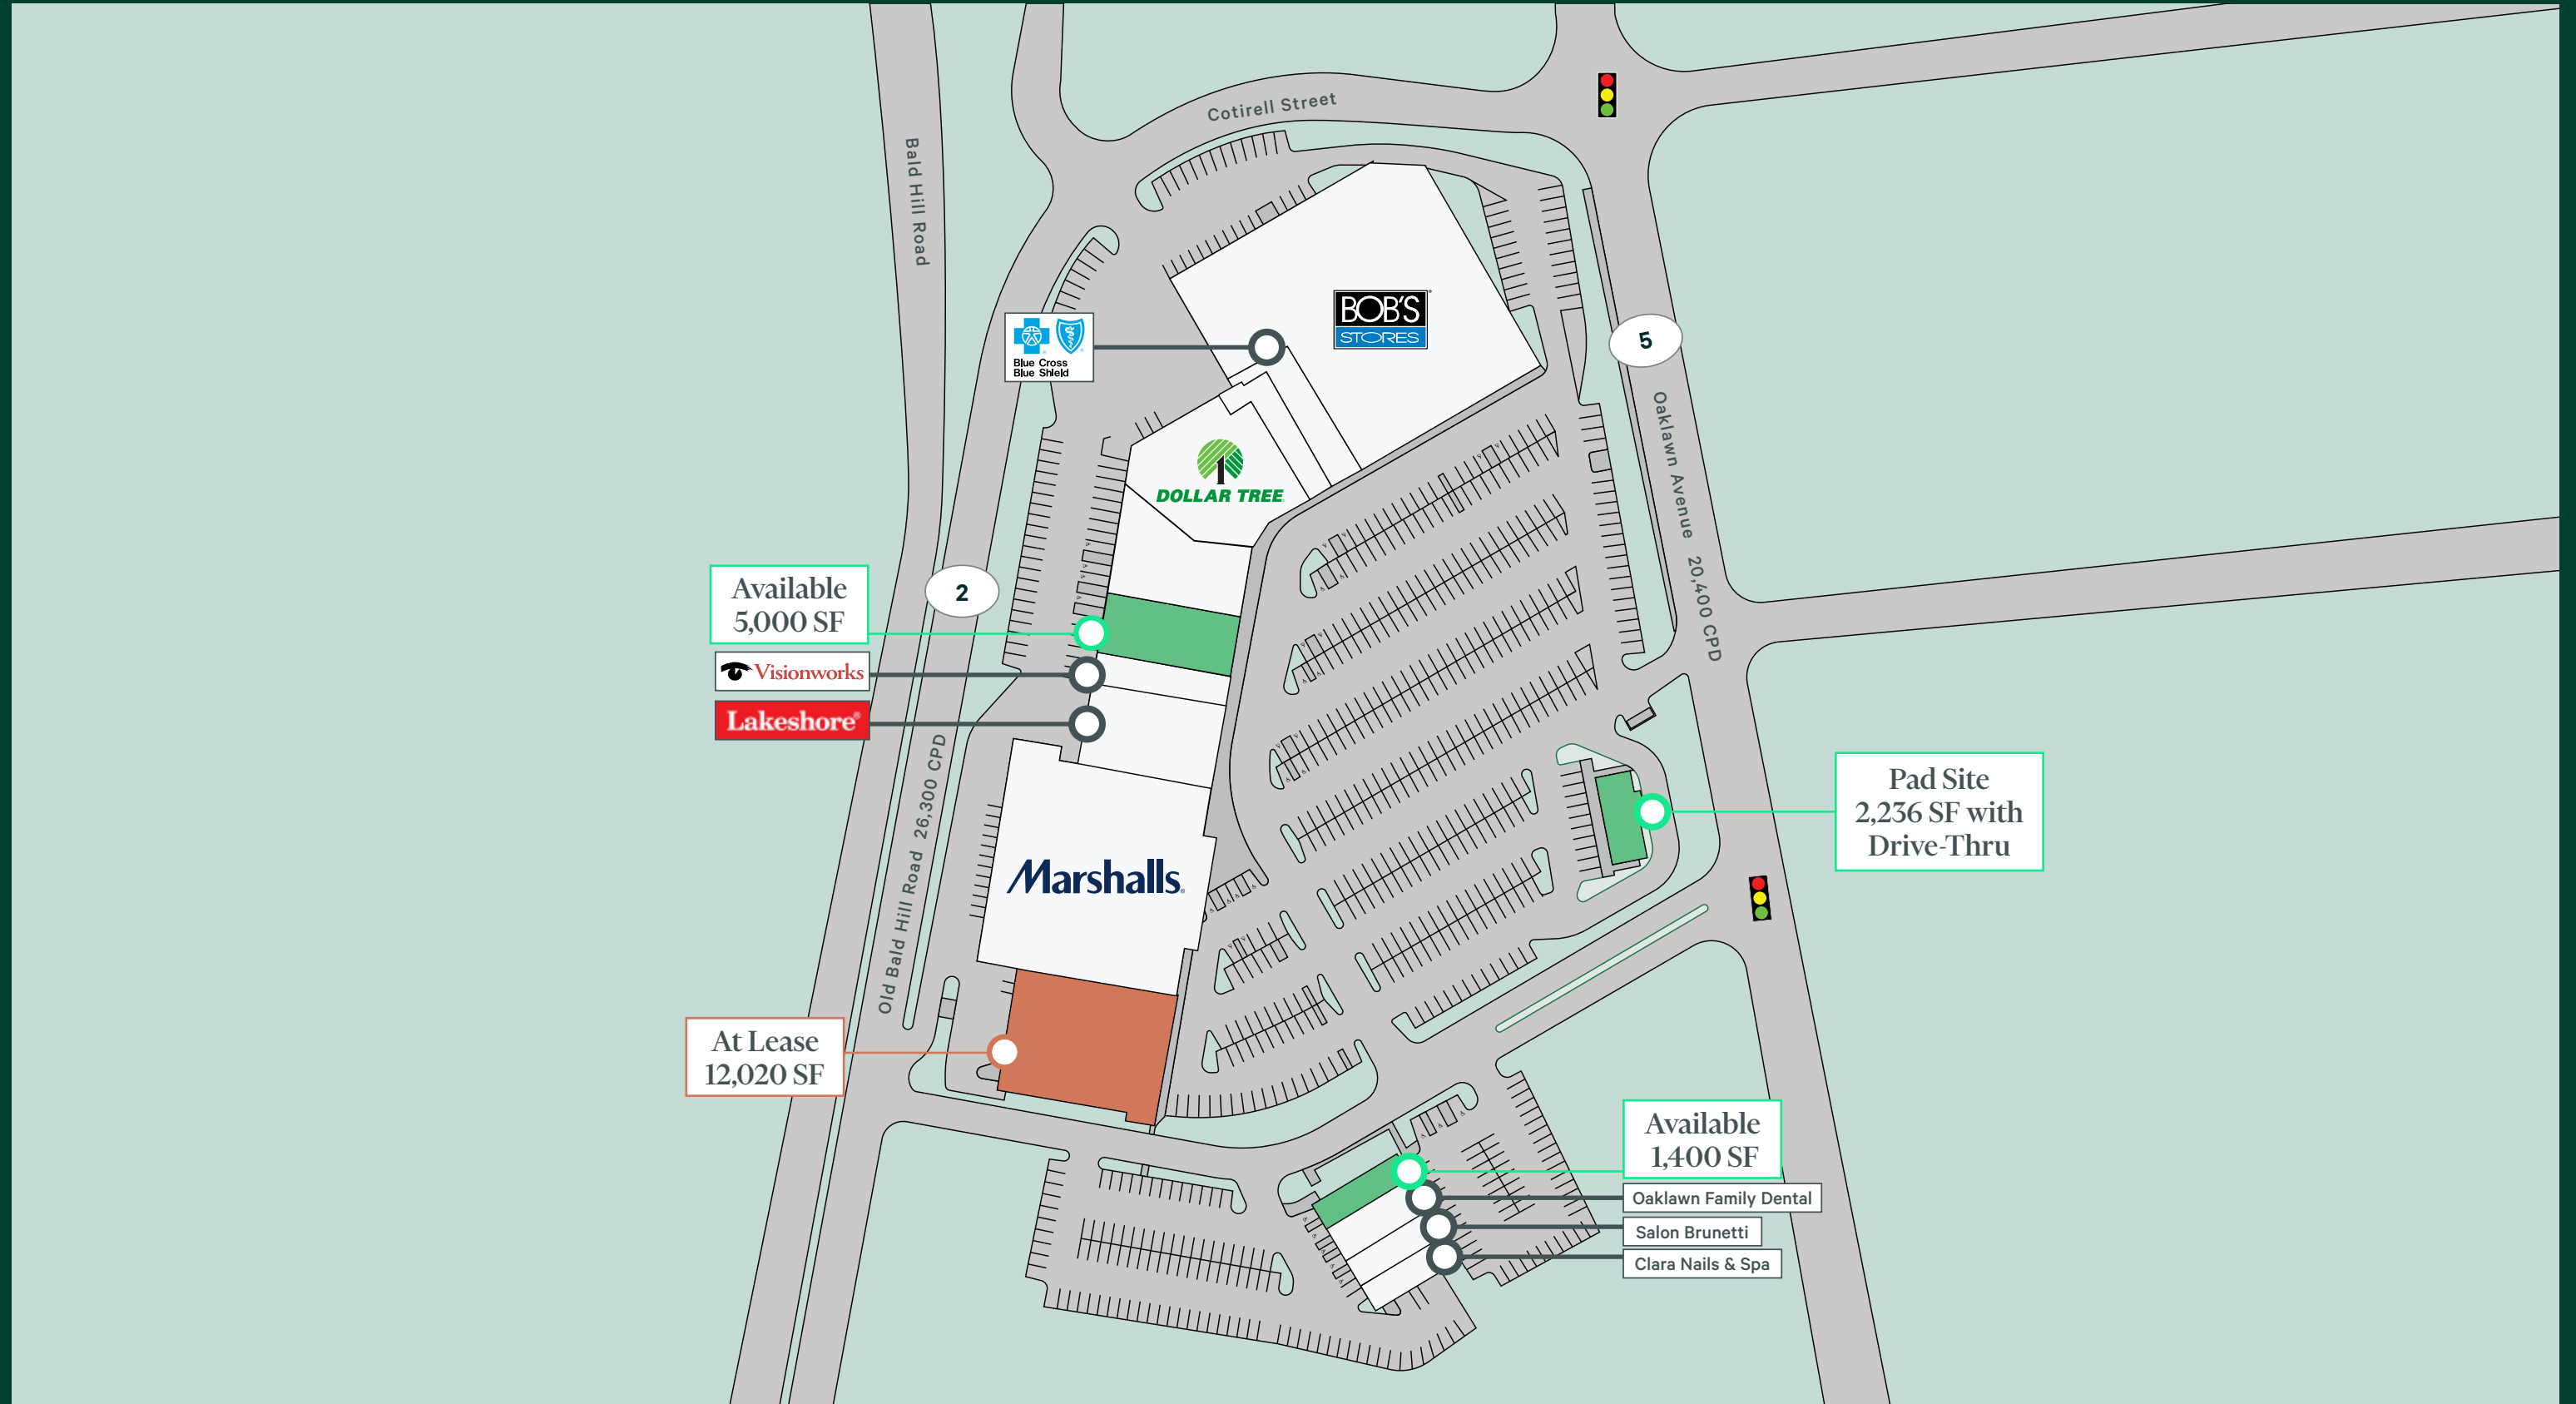 Cotirell Street
Bald Hill Road
BOB'S
STORES
Blue Cross
Blue Shield
5
Oaklawn Avenue 20,400 CPD
DOLLAR TREE
Available
5,000 SF
2
Visionworks
Lakeshore
Old Bald Hill Road 26,300 CPD
Pad Site
2,236 SF with
Drive-Thru
Marshalls
At Lease
12,020 SF
Available
1,400 SF
Oaklawn Family Dental
Salon Brunetti
Clara Nails & Spa